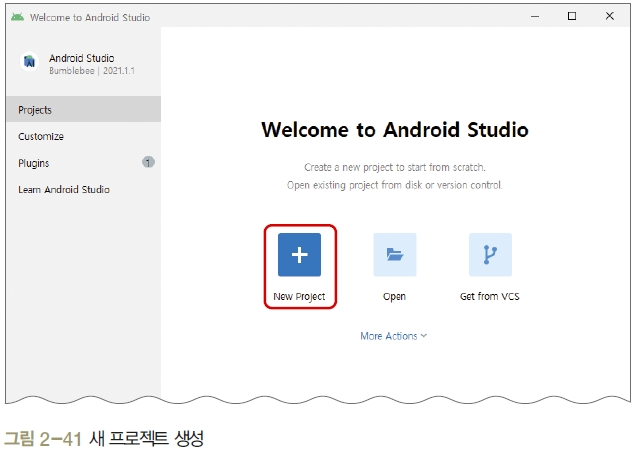 Welcome to Android Studio
Android Studio
Bumblebee | 2021.1.1
Projects
Customize
Plugins 1
Learn Android Studio
Welcome to Android Studio
Create a new project to start from scratch.
Open existing project from disk or version control.
New Project Open Get from VCS
More Actions
그림 2-41 새 프로젝트 생성